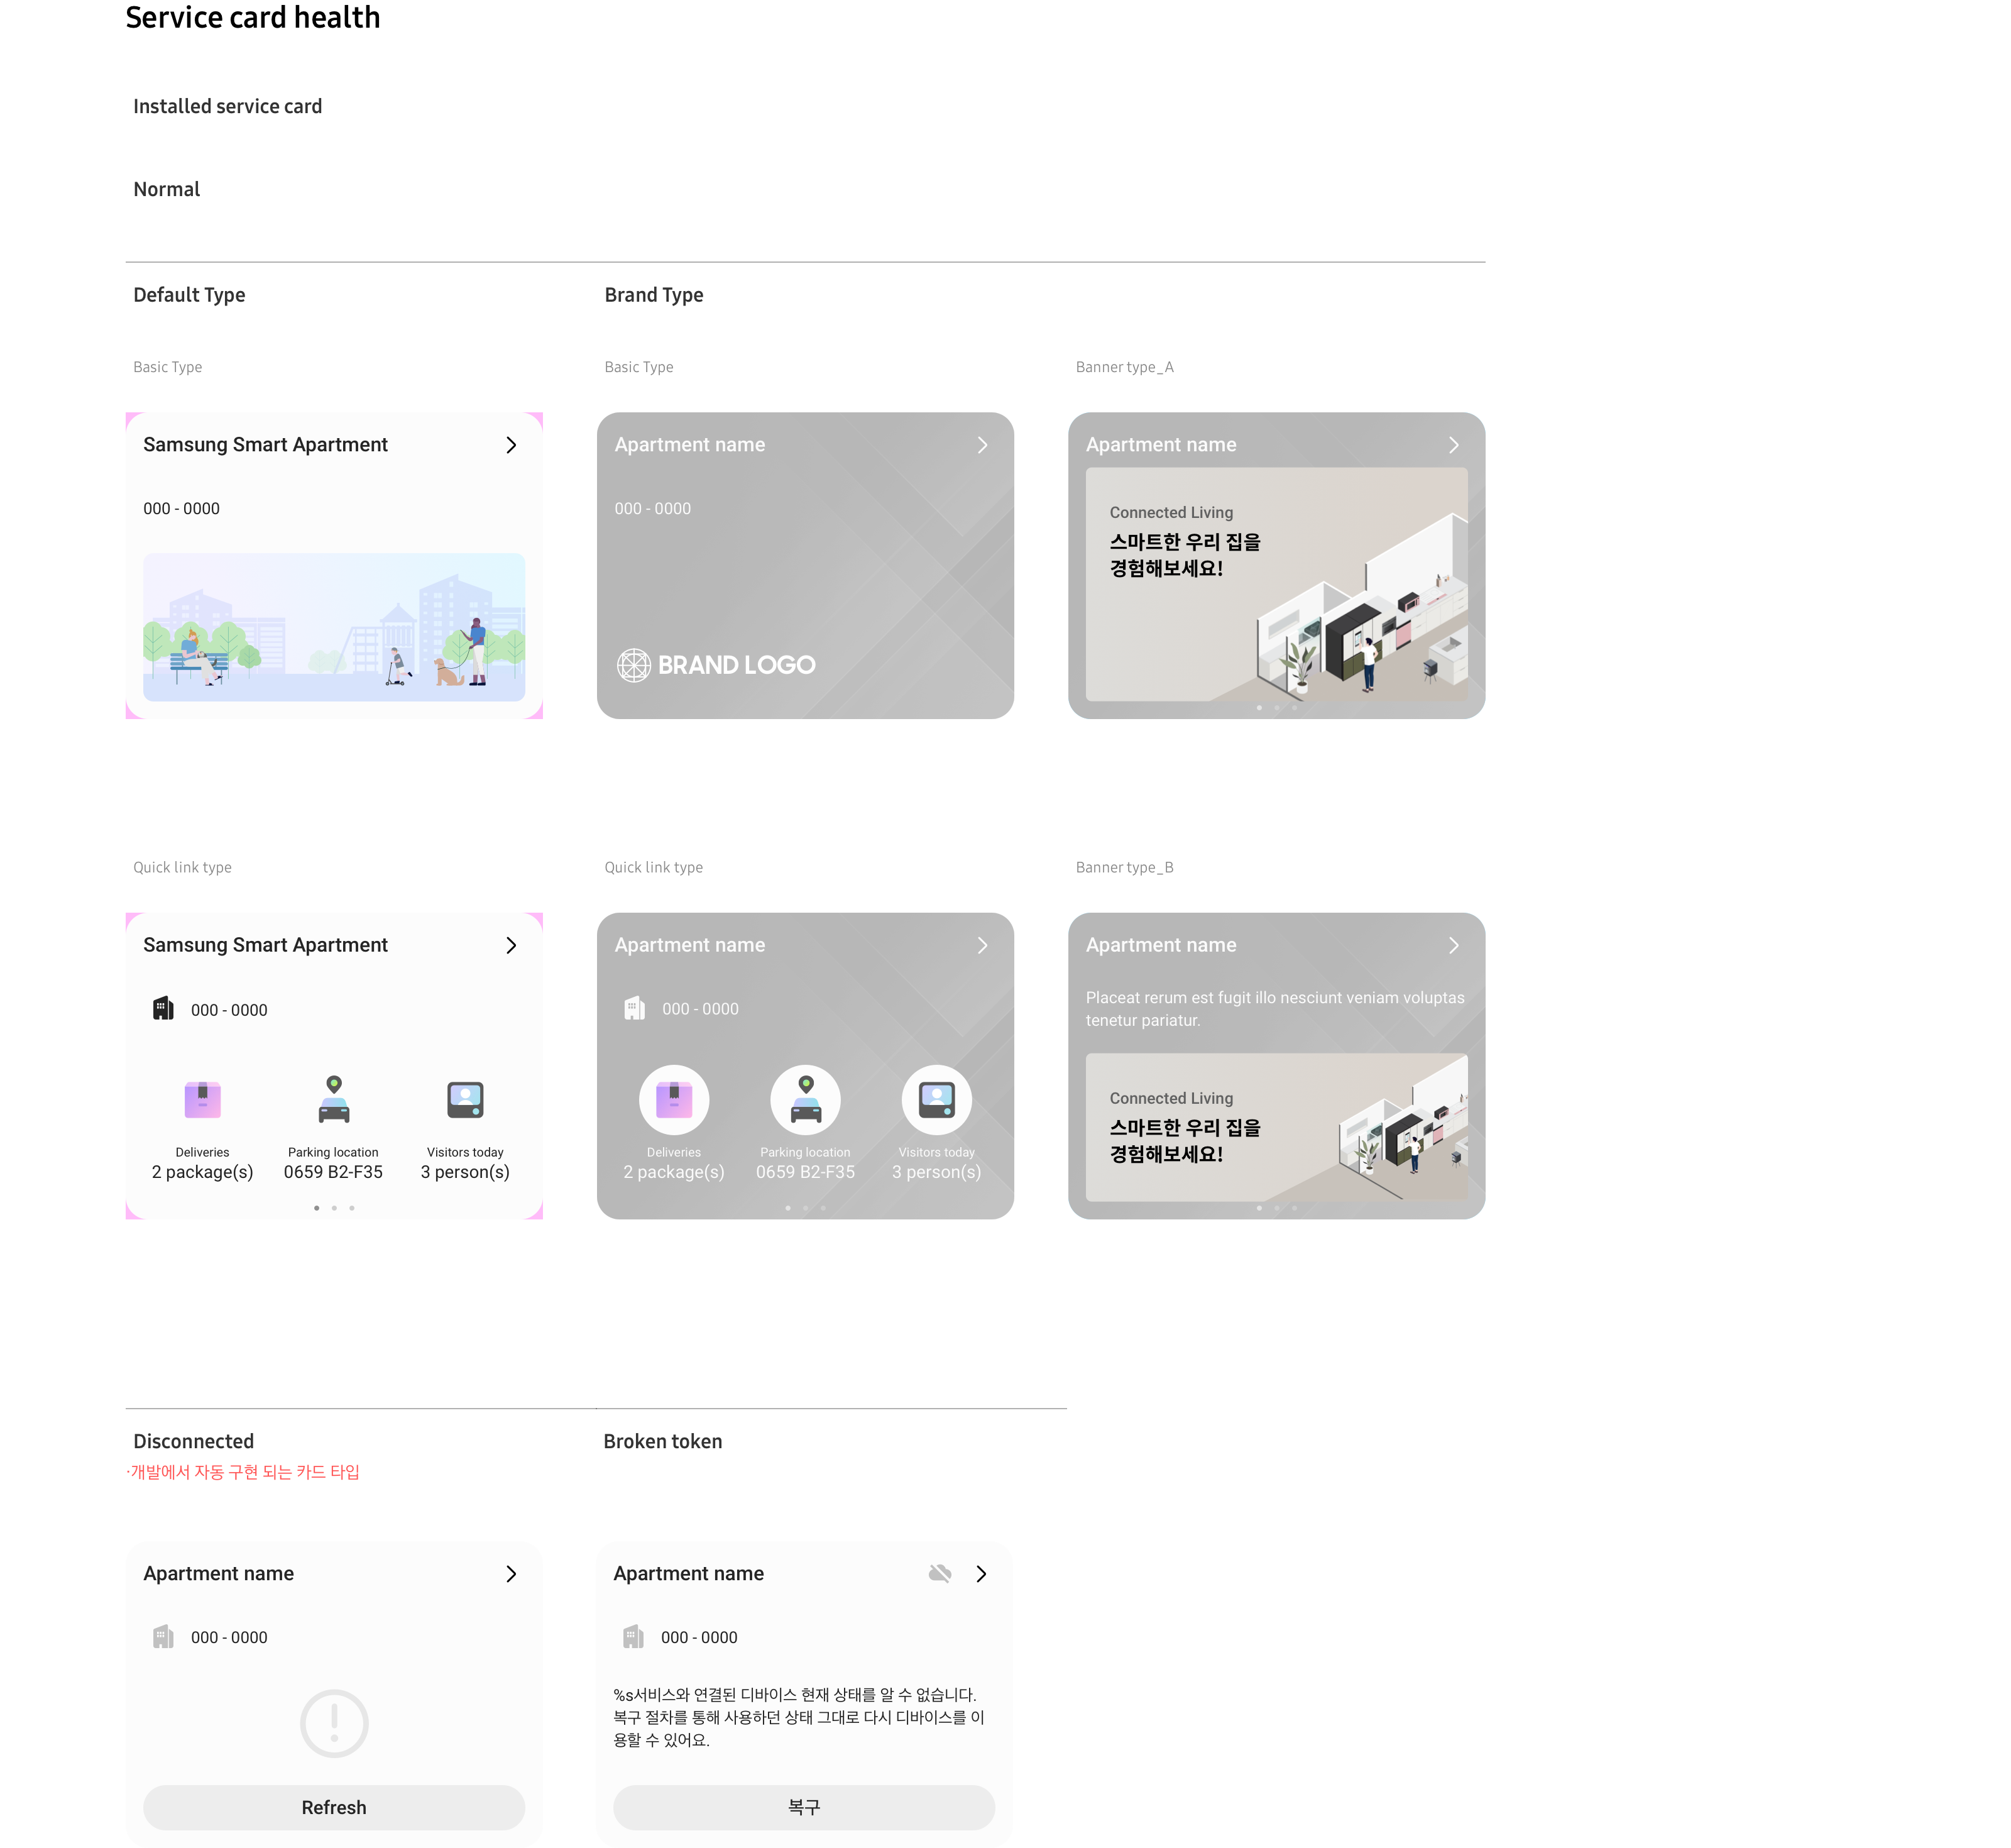 Service card health
Installed service card
Normal
Default Type
Brand Type
Basic Type
Basic Type
Banner type_A
Samsung Smart Apartment
000 - 0000
Apartment name
000 - 0000
BRAND LOGO
Apartment name
Connected Living
스마트한 우리 집을
경험해보세요!
Quick link type
Quick link type
Banner type_B
Samsung Smart Apartment
000 - 0000
Deliveries
2 package(s)
Parking location
0659 B2-F35
Visitors today
3 person(s)
Apartment name
000 - 0000
Deliveries
2 package(s)
Parking location
0659 B2-F35
Visitors today
3 person(s)
Apartment name
Placeat rerum est fugit illo nesciunt veniam voluptas
tenetur pariatur.
Connected Living
스마트한 우리 집을
경험해보세요!
Disconnected
·개발에서 자동 구현 되는 카드 타입
Broken token
Apartment name
000 - 0000
Refresh
Apartment name
000 - 0000
%s서비스와 연결된 디바이스 현재 상태를 알 수 없습니다.
복구 절차를 통해 사용하던 상태 그대로 다시 디바이스를 이
용할 수 있어요.
복구